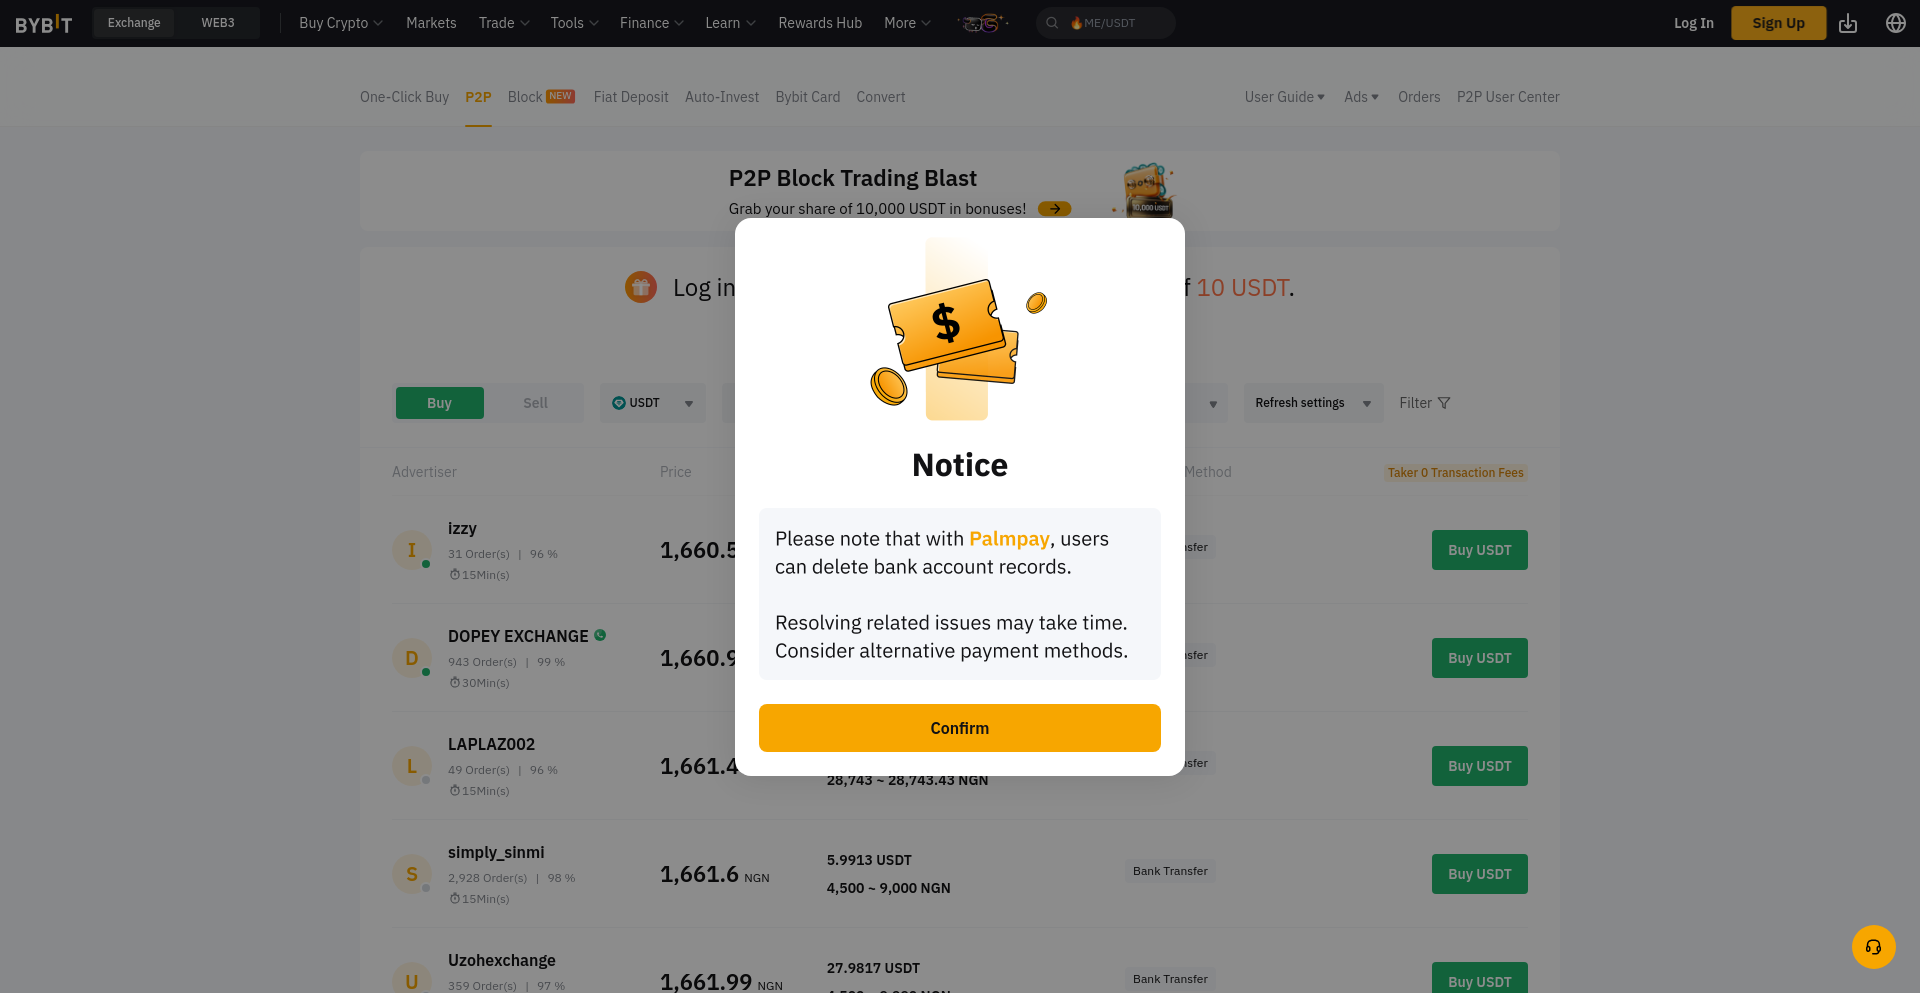 BYBIT Exchange WEB3 Buy Crypto Markets Trade Tools Finance Learn Rewards Hub More ME/USDT Log In Sign Up
One-Click Buy P2P Block NEW Fiat Deposit Auto-Invest Bybit Card Convert User Guide Ads Orders P2P User Center
P2P Block Trading Blast
Grab your share of 10,000 USDT in bonuses!
10,000 USDT
Log in
10 USDT.
Buy Sell USDT Refresh settings Filter
Advertiser Price Method Taker 0 Transaction Fees
$
Notice
Please note that with Palmpay, users
can delete bank account records.
Resolving related issues may take time.
Consider alternative payment methods.
Confirm
I
izzy
31 Order(s) | 96 %
15Min(s)
1,660.5
Buy USDT
D
DOPEY EXCHANGE
943 Order(s) | 99 %
30Min(s)
1,660.9
Buy USDT
L
LAPLAZ002
49 Order(s) | 96 %
15Min(s)
1,661.4
28,743 ~ 28,743.43 NGN
Buy USDT
S
simply_sinmi
2,928 Order(s) | 98 %
15Min(s)
1,661.6 NGN
5.9913 USDT
4,500 ~ 9,000 NGN
Bank Transfer
Buy USDT
U
Uzohexchange
359 Order(s) | 97 %
1,661.99 NGN
27.9817 USDT
Bank Transfer
Buy USDT